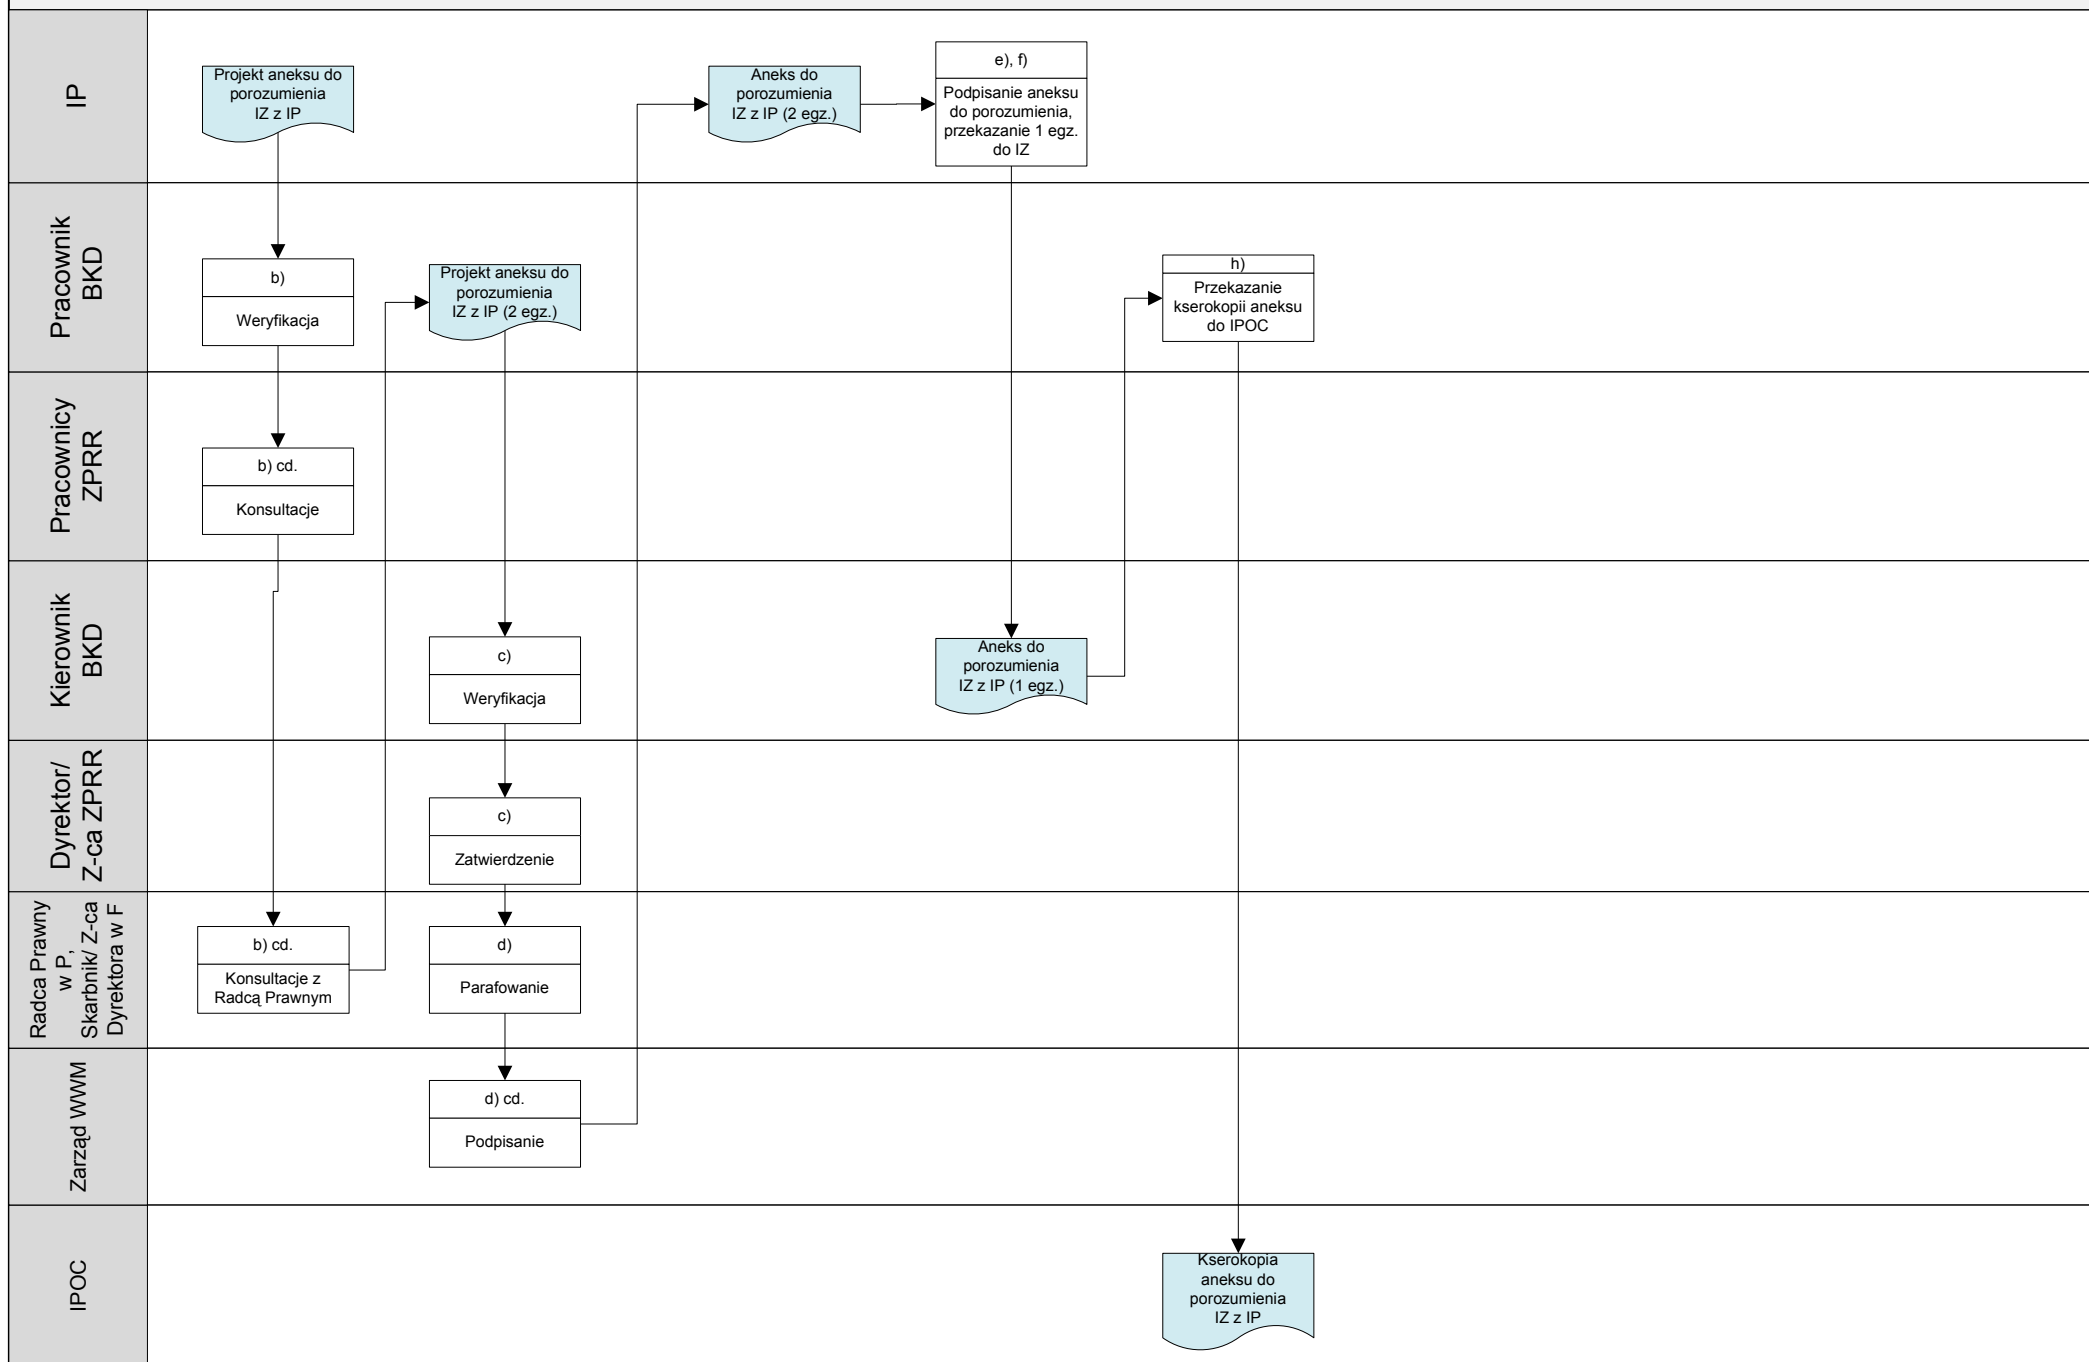 IP
Projekt aneksu do
porozumienia
IZ z IP
Aneks do
porozumienia
IZ z IP (2 egz.)
e), f)
Podpisanie aneksu
do porozumienia,
przekazanie 1 egz.
do IZ
Pracownik
BKD
b)
Weryfikacja
Projekt aneksu do
porozumienia
IZ z IP (2 egz.)
h)
Przekazanie
kserokopii aneksu
do IPOC
Pracownicy
ZPRR
b) cd.
Konsultacje
Kierownik
BKD
c)
Weryfikacja
Aneks do
porozumienia
IZ z IP (1 egz.)
Dyrektor/
Z-ca ZPRR
c)
Zatwierdzenie
Radca Prawny
w P,
Skarbnik/ Z-ca
Dyrektora w F
b) cd.
Konsultacje z
Radcą Prawnym
d)
Parafowanie
Zarząd WWM
d) cd.
Podpisanie
IPOC
Kserokopia
aneksu do
porozumienia
IZ z IP